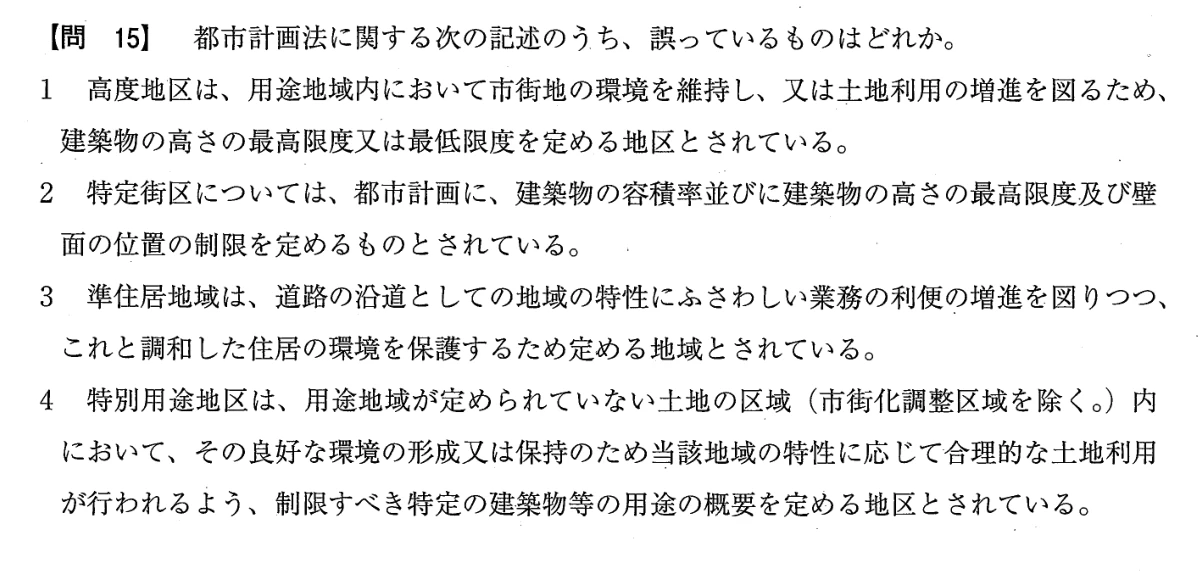 【問　15】　都市計画法に関する次の記述のうち、誤っているものはどれか。
1　高度地区は、用途地域内において市街地の環境を維持し、又は土地利用の増進を図るため、
建築物の高さの最高限度又は最低限度を定める地区とされている。
2　特定街区については、都市計画に、建築物の容積率並びに建築物の高さの最高限度及び壁
面の位置の制限を定めるものとされている。
3　準住居地域は、道路の沿道としての地域の特性にふさわしい業務の利便の増進を図りつつ、
これと調和した住居の環境を保護するため定める地域とされている。
4　特別用途地区は、用途地域が定められていない土地の区域（市街化調整区域を除く。）内
において、その良好な環境の形成又は保持のため当該地域の特性に応じて合理的な土地利用
が行われるよう、制限すべき特定の建築物等の用途の概要を定める地区とされている。